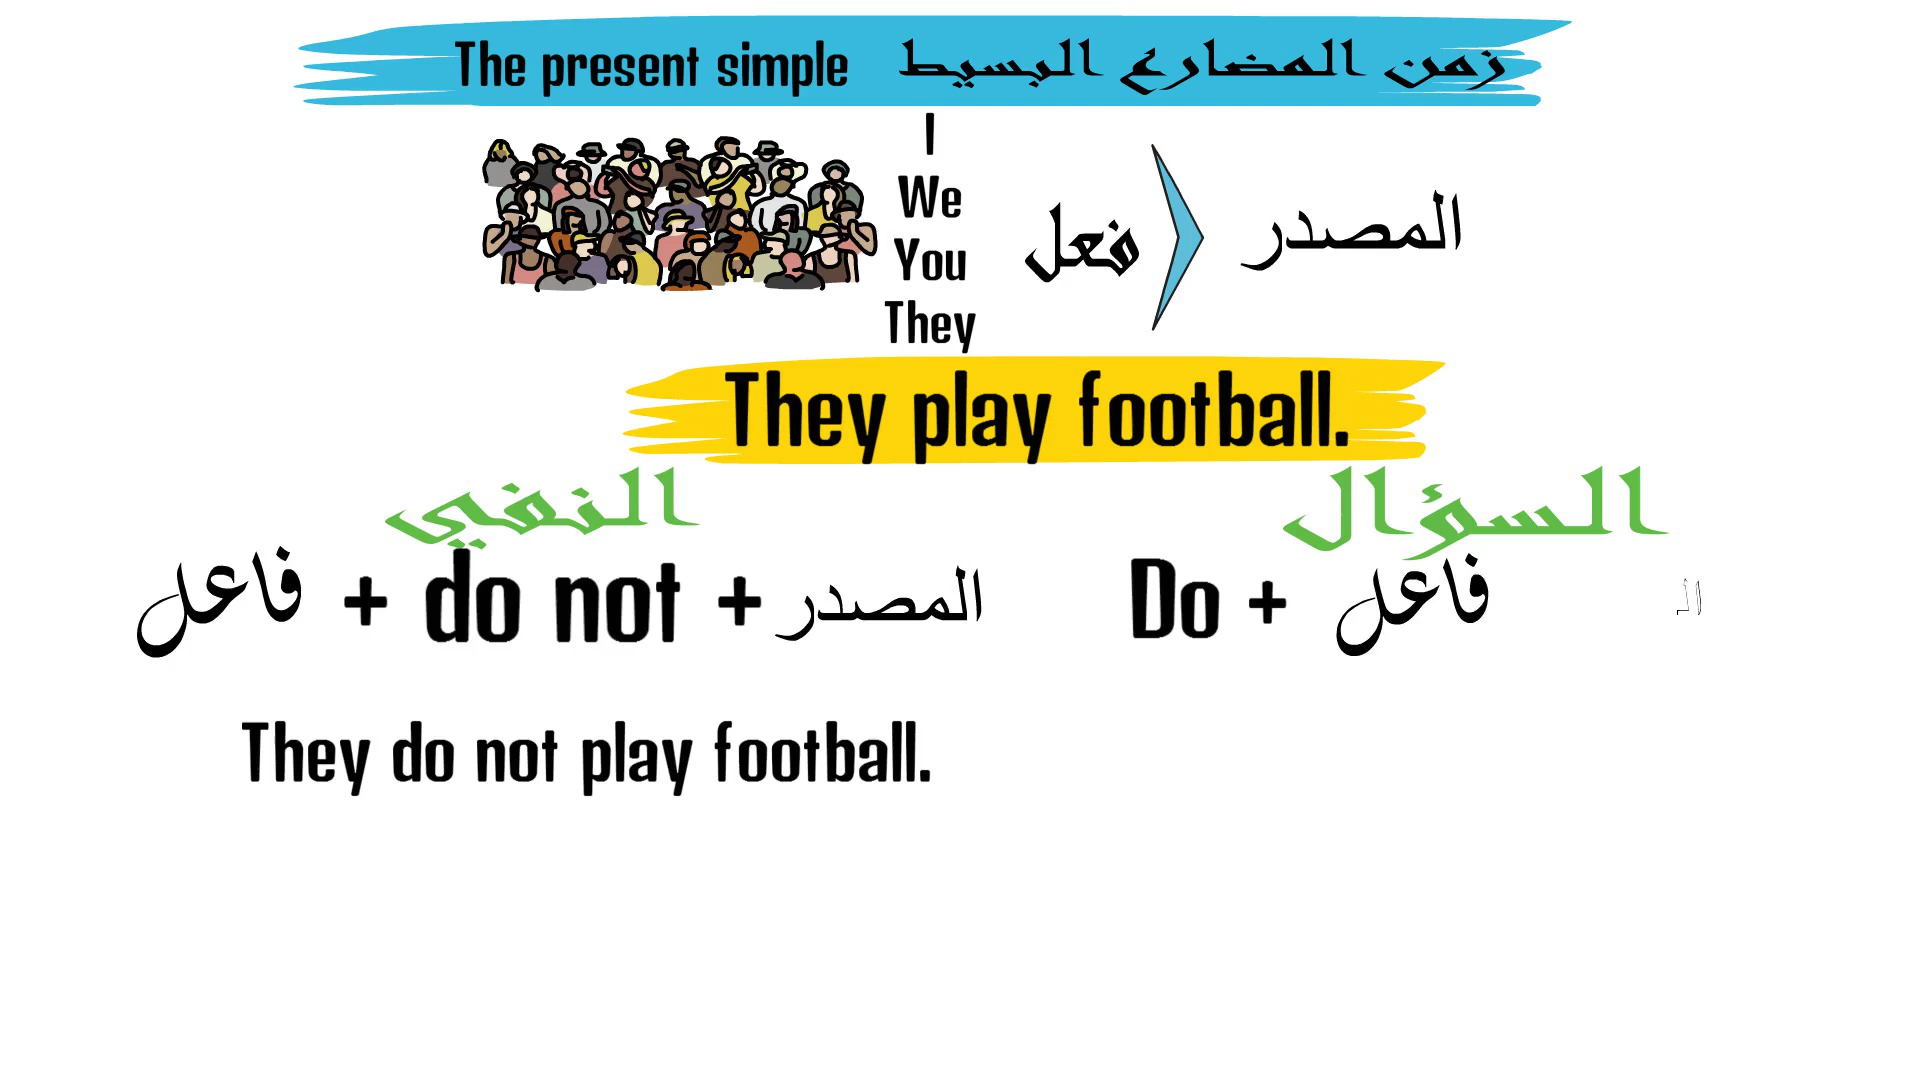 The present simple زمن المضارع البسيط
I
We
You
They
فعل المصدر
They play football.
النفي السؤال
فاعل + do not + المصدر Do + فاعل الـ
They do not play football.